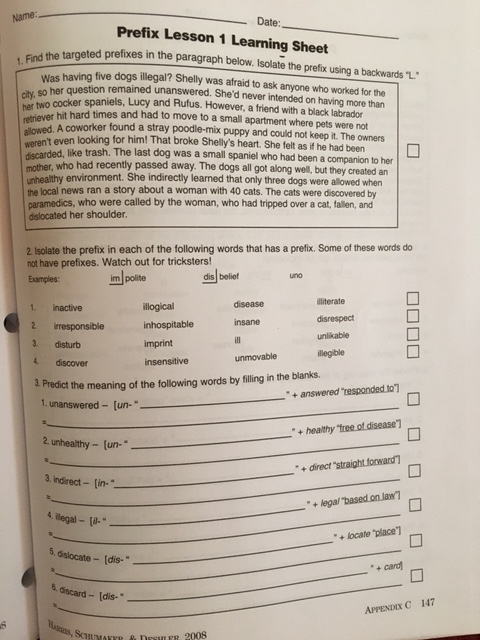 Name:
Date:
Prefix Lesson 1 Learning Sheet
1. Find the targeted prefixes in the paragraph below. Isolate the prefix using a backwards "L."
Was having five dogs illegal? Shelly was afraid to ask anyone who worked for the
city, so her question remained unanswered. She'd never intended on having more than
her two cocker spaniels, Lucy and Rufus. However, a friend with a black labrador
retriever hit hard times and had to move to a small apartment where pets were not
allowed. A coworker found a stray poodle-mix puppy and could not keep it. The owners
weren't even looking for him! That broke Shelly's heart. She felt as if he had been
discarded, like trash. The last dog was a small spaniel who had been a companion to her
mother, who had recently passed away. The dogs all got along well, but they created an
unhealthy environment. She indirectly learned that only three dogs were allowed when
the local news ran a story about a woman with 40 cats. The cats were discovered by
paramedics, who were called by the woman, who had tripped over a cat, fallen, and
dislocated her shoulder.
2. Isolate the prefix in each of the following words that has a prefix. Some of these words do
not have prefixes. Watch out for tricksters!
Examples: im polite dis belief uno
1. inactive illogical disease illiterate
2. irresponsible inhospitable insane disrespect
3. disturb imprint ill unlikable
4. discover insensitive unmovable illegible
3. Predict the meaning of the following words by filling in the blanks.
1. unanswered – [un- " " + answered "responded to"]
=
2. unhealthy – [un- " " + healthy "free of disease"]
=
3. indirect – [in- " " + direct "straight forward"]
=
4. illegal – [il- " " + legal "based on law"]
=
5. dislocate – [dis- " " + locate "place"]
=
6. discard – [dis- " " + card]
=
APPENDIX C 147
HARRIS, SCHUMAKER, & DESHLER, 2008